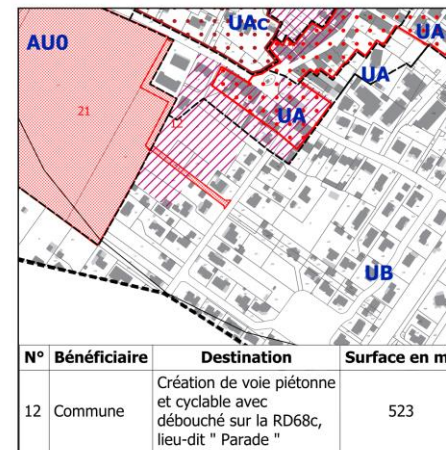 UAc
UA
AU0
UA
21
12
UA
UB
N° Bénéficiaire Destination Surface en m
12 Commune Création de voie piétonne et cyclable avec débouché sur la RD68c, lieu-dit " Parade " 523